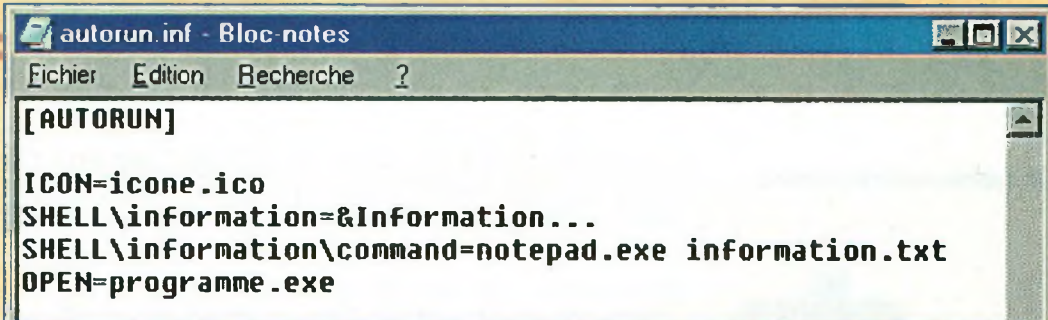 autorun.inf - Bloc-notes
Fichier Edition Recherche ?
[AUTORUN]
ICON=icone.ico
SHELL\information=&Information...
SHELL\information\command=notepad.exe information.txt
OPEN=programme.exe